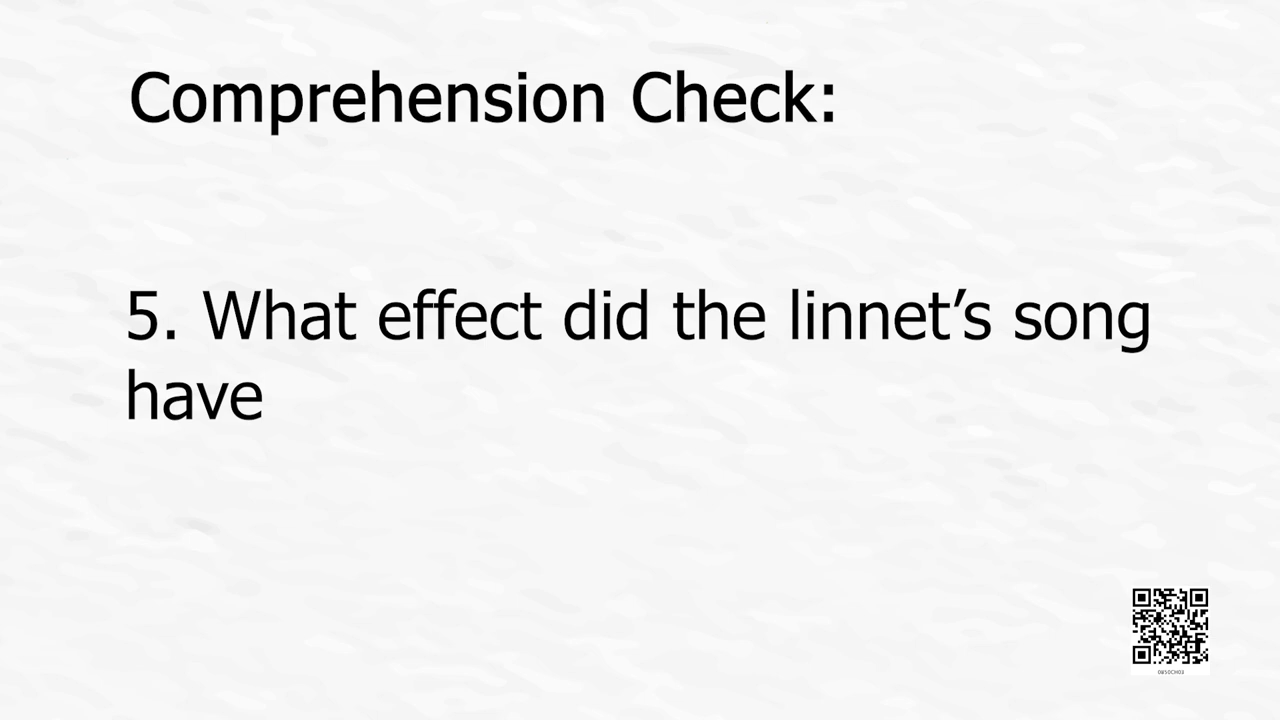 Comprehension Check:
5. What effect did the linnet’s song
have